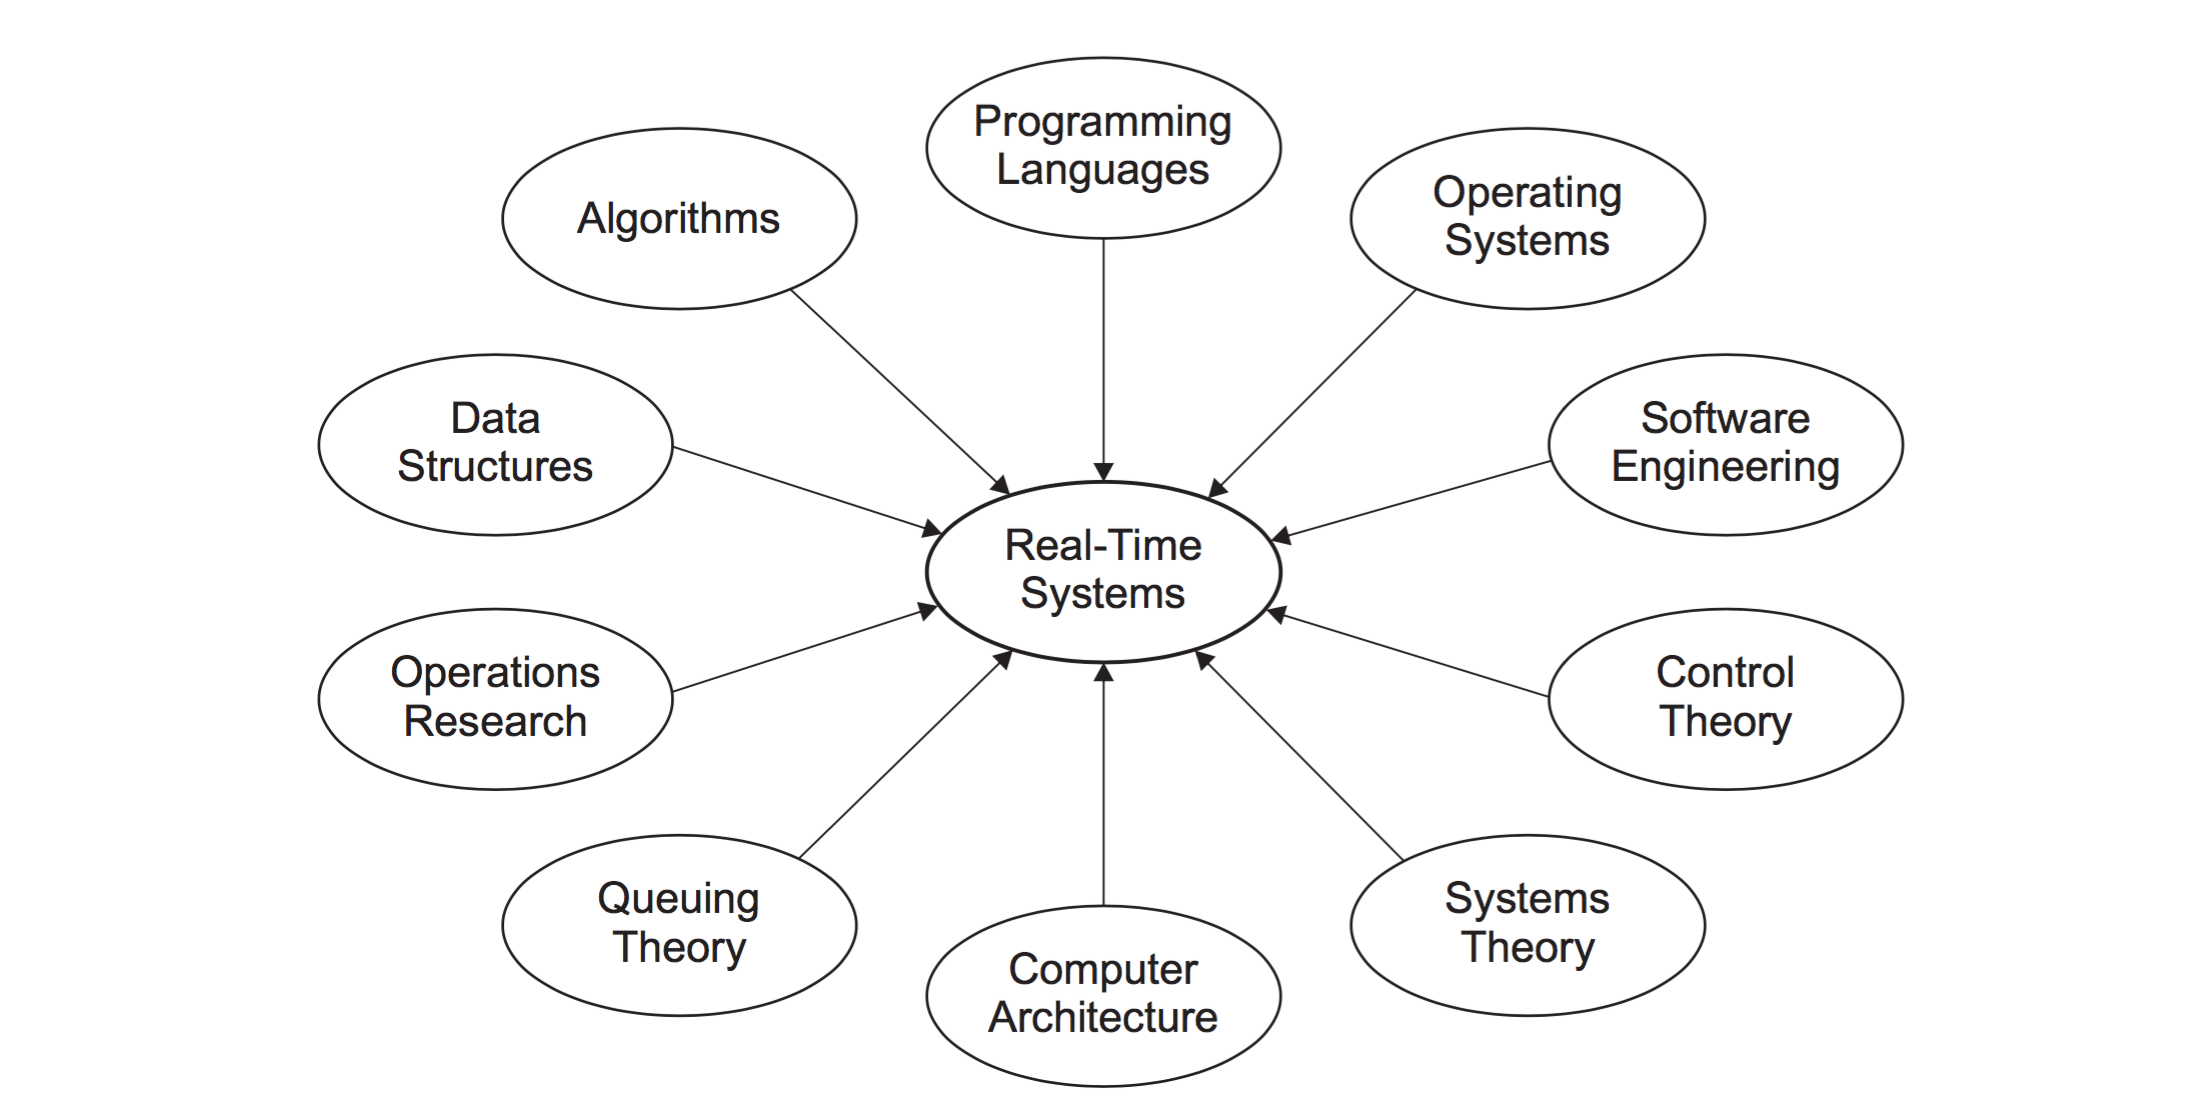 Programming
Languages
Algorithms
Operating
Systems
Data
Structures
Software
Engineering
Real-Time
Systems
Operations
Research
Control
Theory
Queuing
Theory
Systems
Theory
Computer
Architecture